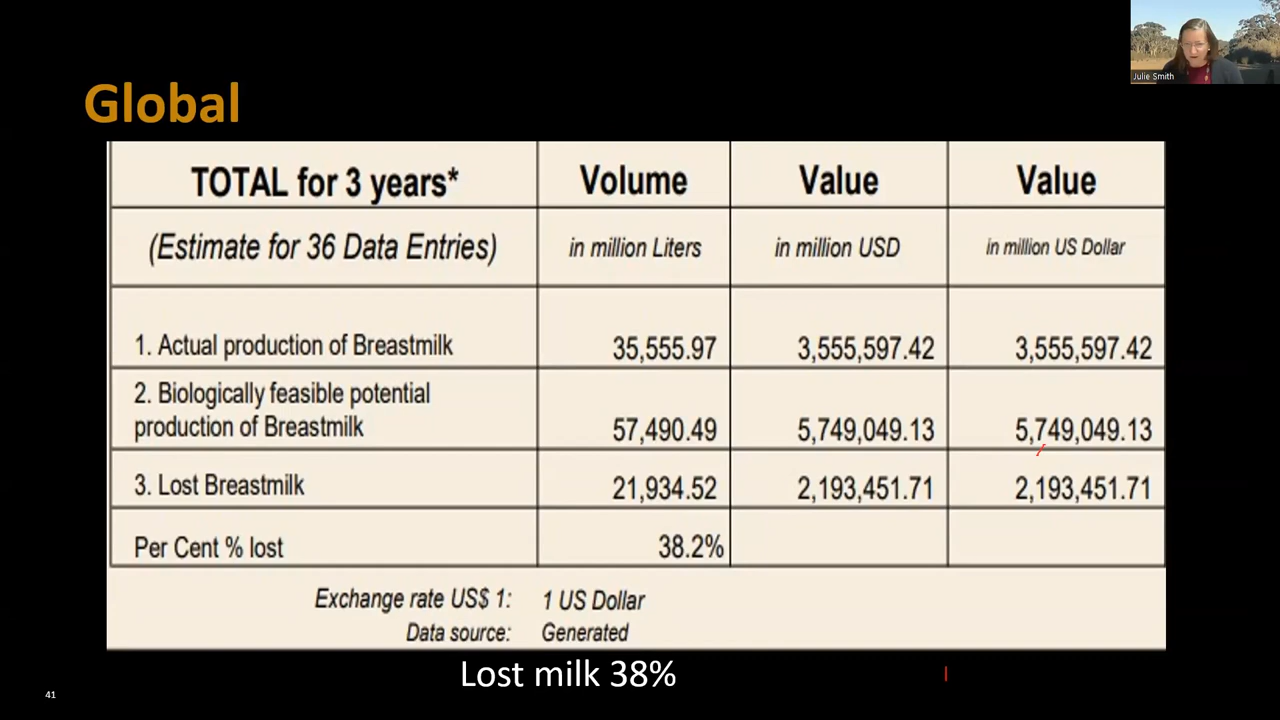 Julie Smith
Global
TOTAL for 3 years* Volume Value Value
(Estimate for 36 Data Entries) in million Liters in million USD in million US Dollar
1. Actual production of Breastmilk 35,555.97 3,555,597.42 3,555,597.42
2. Biologically feasible potential
production of Breastmilk 57,490.49 5,749,049.13 5,749,049.13
3. Lost Breastmilk 21,934.52 2,193,451.71 2,193,451.71
Per Cent % lost 38.2%
Exchange rate US$ 1: 1 US Dollar
Data source: Generated
Lost milk 38%
41